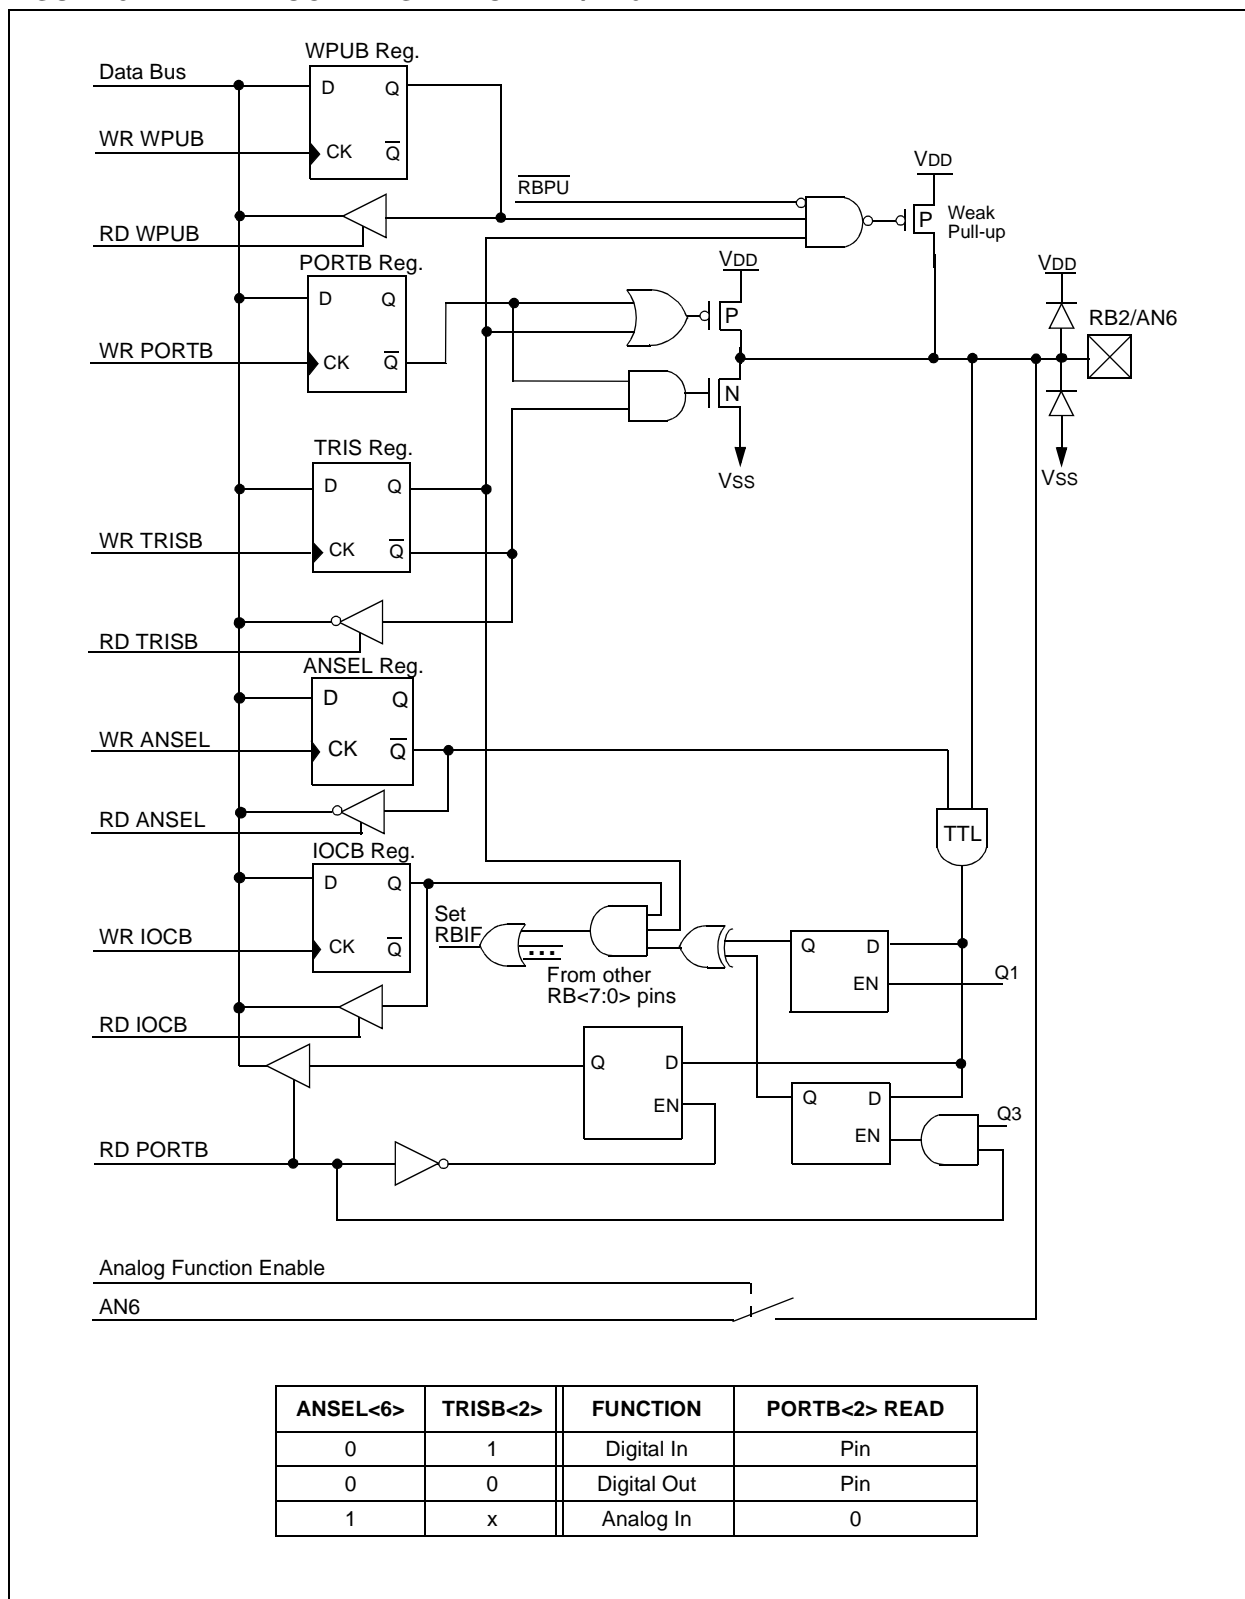 WPUB Reg.
Data Bus
D Q
WR WPUB
CK Q
RBPU
VDD
P Weak
Pull-up
RD WPUB
PORTB Reg.
VDD
VDD
D Q
P
RB2/AN6
WR PORTB
CK Q
N
TRIS Reg.
VSS
VSS
D Q
WR TRISB
CK Q
RD TRISB
ANSEL Reg.
D Q
WR ANSEL
CK Q
RD ANSEL
TTL
IOCB Reg.
D Q
Set
RBIF
WR IOCB
CK Q
...
From other
RB<7:0> pins
Q D
EN
Q1
RD IOCB
Q D
EN
Q D
EN
Q3
RD PORTB
Analog Function Enable
AN6
ANSEL<6> TRISB<2> FUNCTION PORTB<2> READ
0 1 Digital In Pin
0 0 Digital Out Pin
1 x Analog In 0